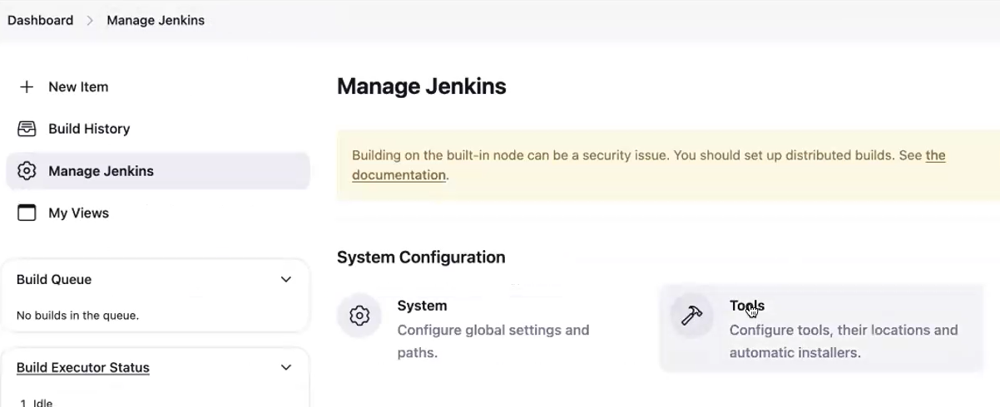 Dashboard > Manage Jenkins
New Item
Build History
Manage Jenkins
My Views
Build Queue
No builds in the queue.
Build Executor Status
1 Idle
Manage Jenkins
Building on the built-in node can be a security issue. You should set up distributed builds. See the
documentation.
System Configuration
System
Configure global settings and
paths.
Tools
Configure tools, their locations and
automatic installers.